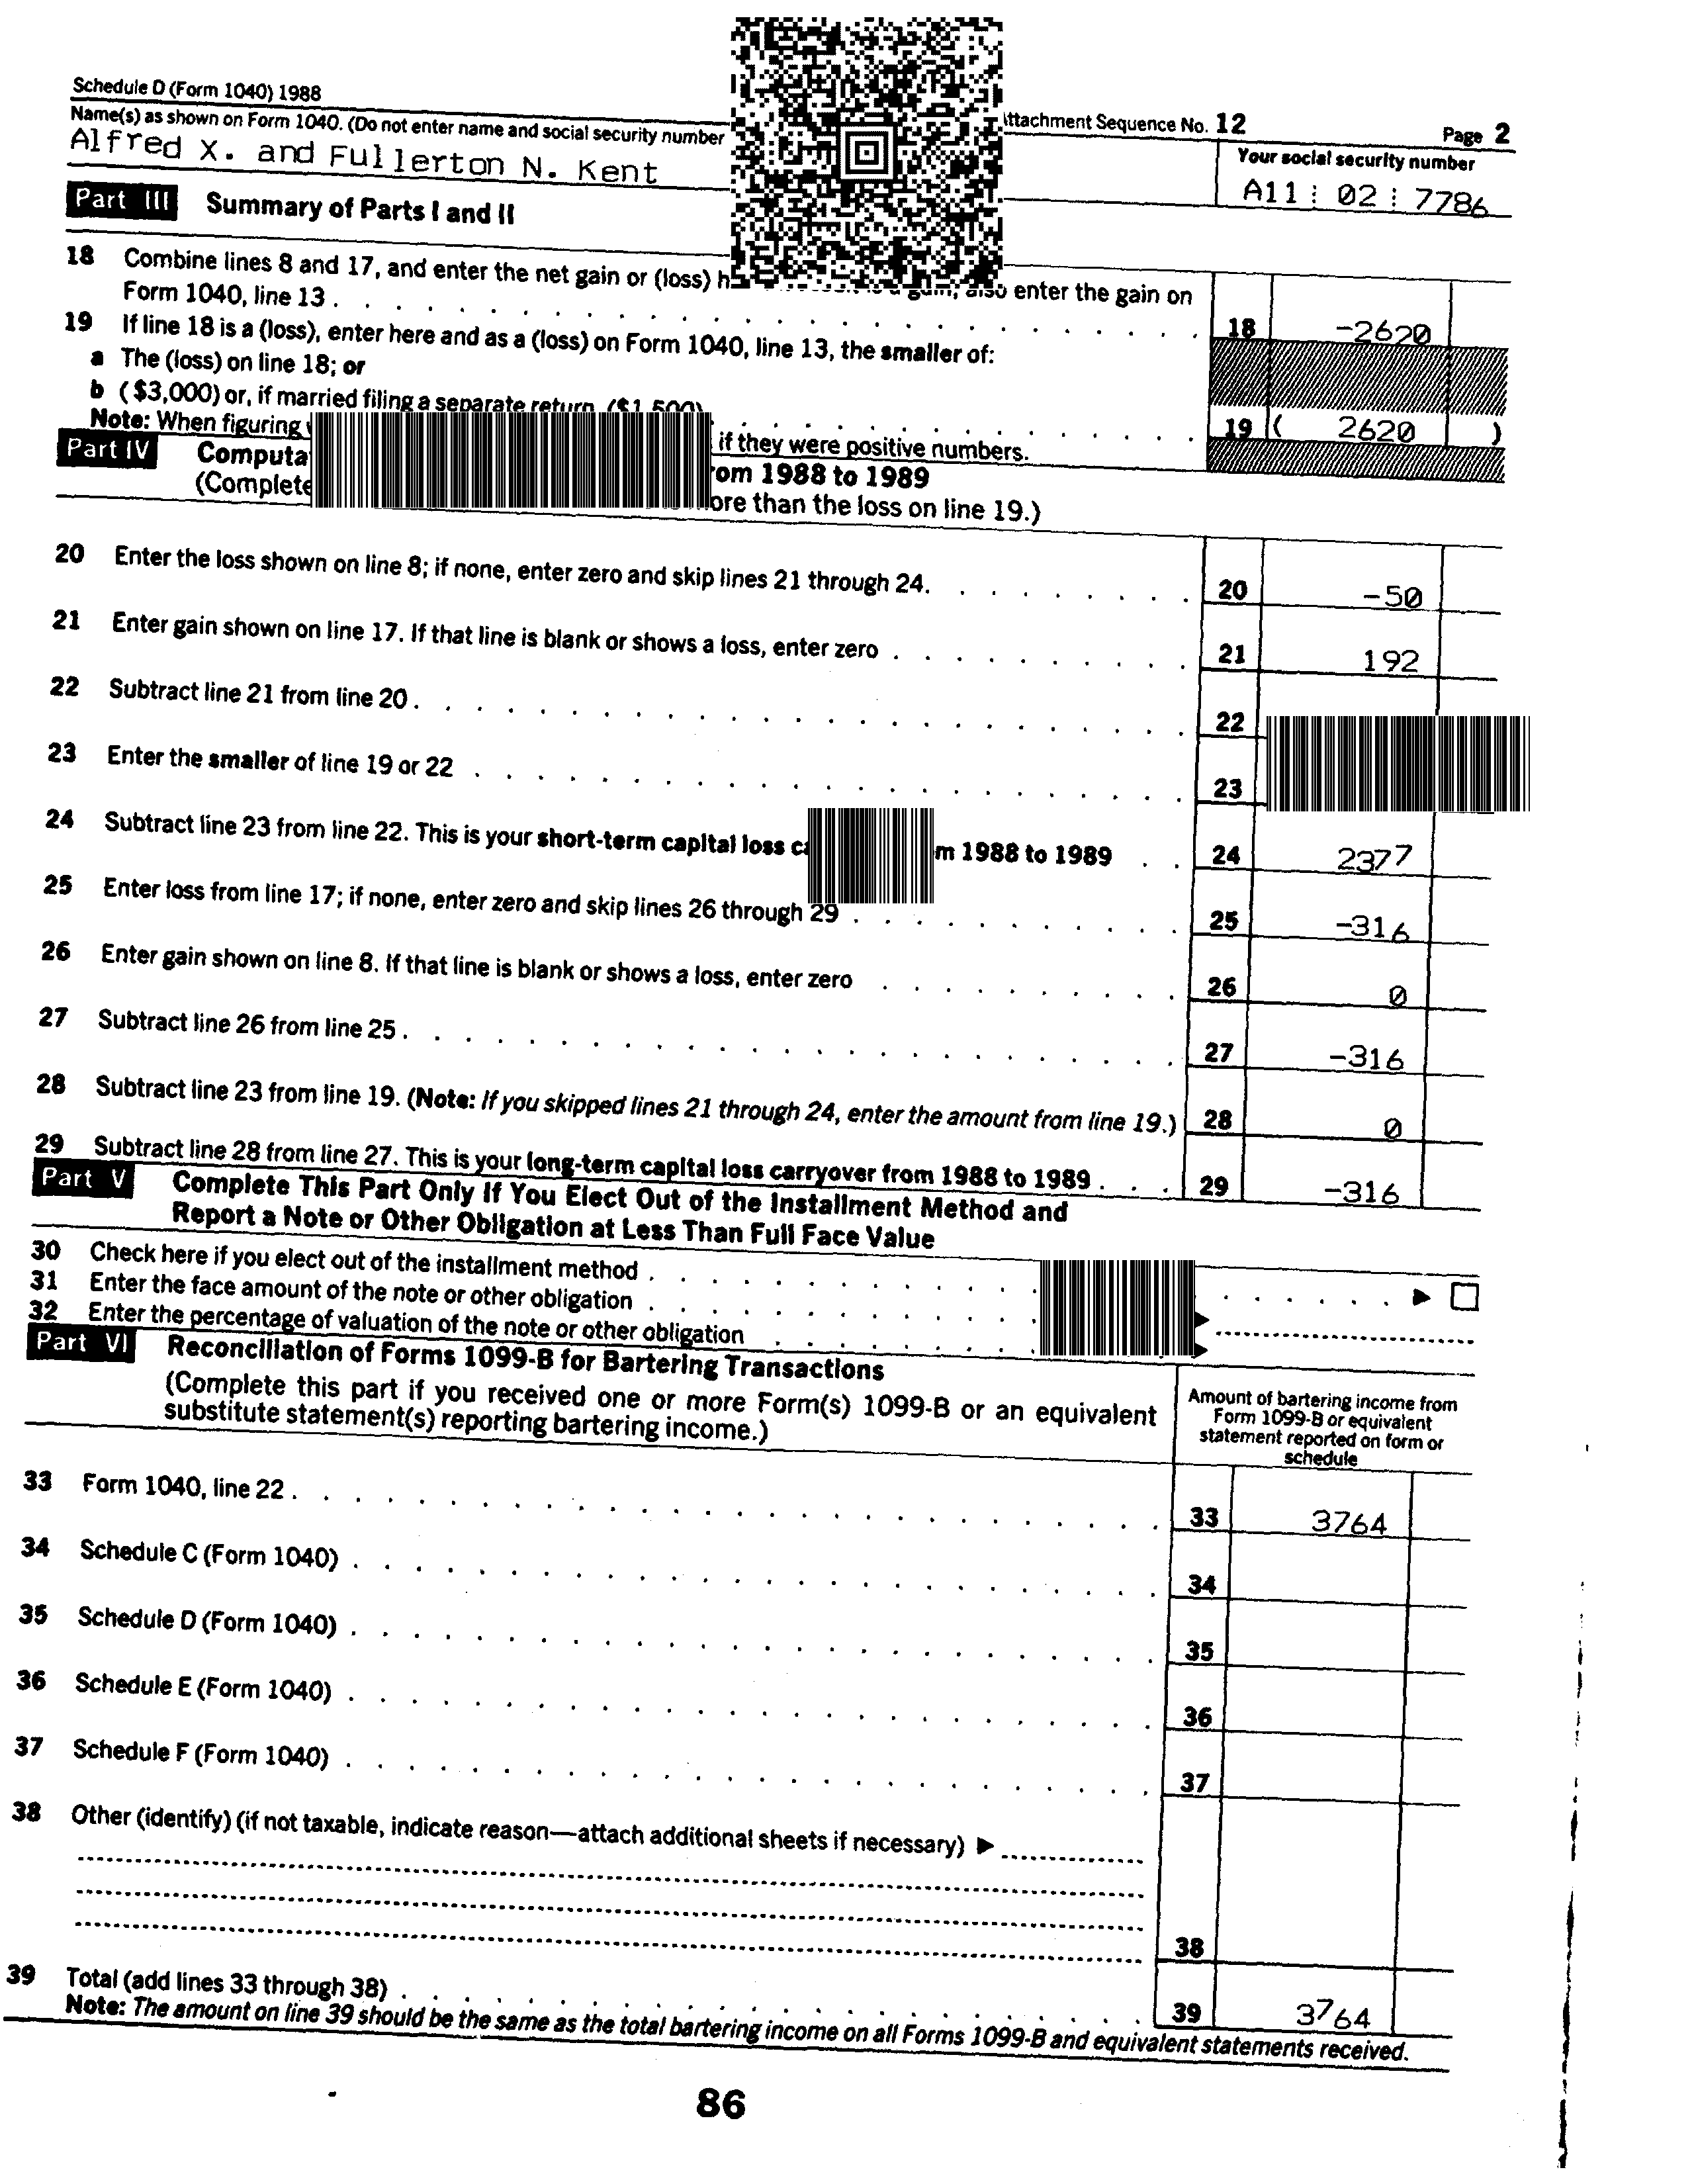 Schedule D (Form 1040) 1988
Attachment Sequence No. 12
Page 2
Name(s) as shown on Form 1040. (Do not enter name and social security number
Your social security number
Alfred X. and Fullerton N. Kent
A11 02 7786
Part III Summary of Parts I and II
18 Combine lines 8 and 17, and enter the net gain or (loss) also enter the gain on
Form 1040, line 13 . . . 18 -2620
19 If line 18 is a (loss), enter here and as a (loss) on Form 1040, line 13, the smaller of:
a The (loss) on line 18; or
b ($3,000) or, if married filing a separate return, ($1,500) . . . 19 ( 2620 )
Note: When figuring if they were positive numbers.
Part IV from 1988 to 1989
(Complete than the loss on line 19.)
20 Enter the loss shown on line 8; if none, enter zero and skip lines 21 through 24. . . . 20 -50
21 Enter gain shown on line 17. If that line is blank or shows a loss, enter zero . . . 21 192
22 Subtract line 21 from line 20 . . . 22
23 Enter the smaller of line 19 or 22 . . . 23
24 Subtract line 23 from line 22. This is your short-term capital loss 1988 to 1989 . . 24 2377
25 Enter loss from line 17; if none, enter zero and skip lines 26 through 29 . . . 25 -316
26 Enter gain shown on line 8. If that line is blank or shows a loss, enter zero . . . 26 0
27 Subtract line 26 from line 25 . . . 27 -316
28 Subtract line 23 from line 19. (Note: If you skipped lines 21 through 24, enter the amount from line 19.) 28 0
29 Subtract line 28 from line 27. This is your long-term capital loss carryover from 1988 to 1989 . . . 29 -316
Part V Complete This Part Only If You Elect Out of the Installment Method and
Report a Note or Other Obligation at Less Than Full Face Value
30 Check here if you elect out of the installment method . . . ▶ ☐
31 Enter the face amount of the note or other obligation . . . ▶
32 Enter the percentage of valuation of the note or other obligation . . . ▶
Part VI Reconciliation of Forms 1099-B for Bartering Transactions
(Complete this part if you received one or more Form(s) 1099-B or an equivalent
substitute statement(s) reporting bartering income.)
Amount of bartering income from
Form 1099-B or equivalent
statement reported on form or
schedule
33 Form 1040, line 22 . . . 33 3764
34 Schedule C (Form 1040) . . . 34
35 Schedule D (Form 1040) . . . 35
36 Schedule E (Form 1040) . . . 36
37 Schedule F (Form 1040) . . . 37
38 Other (identify) (if not taxable, indicate reason—attach additional sheets if necessary) ▶
38
39 Total (add lines 33 through 38) . . . 39 3764
Note: The amount on line 39 should be the same as the total bartering income on all Forms 1099-B and equivalent statements received.
86